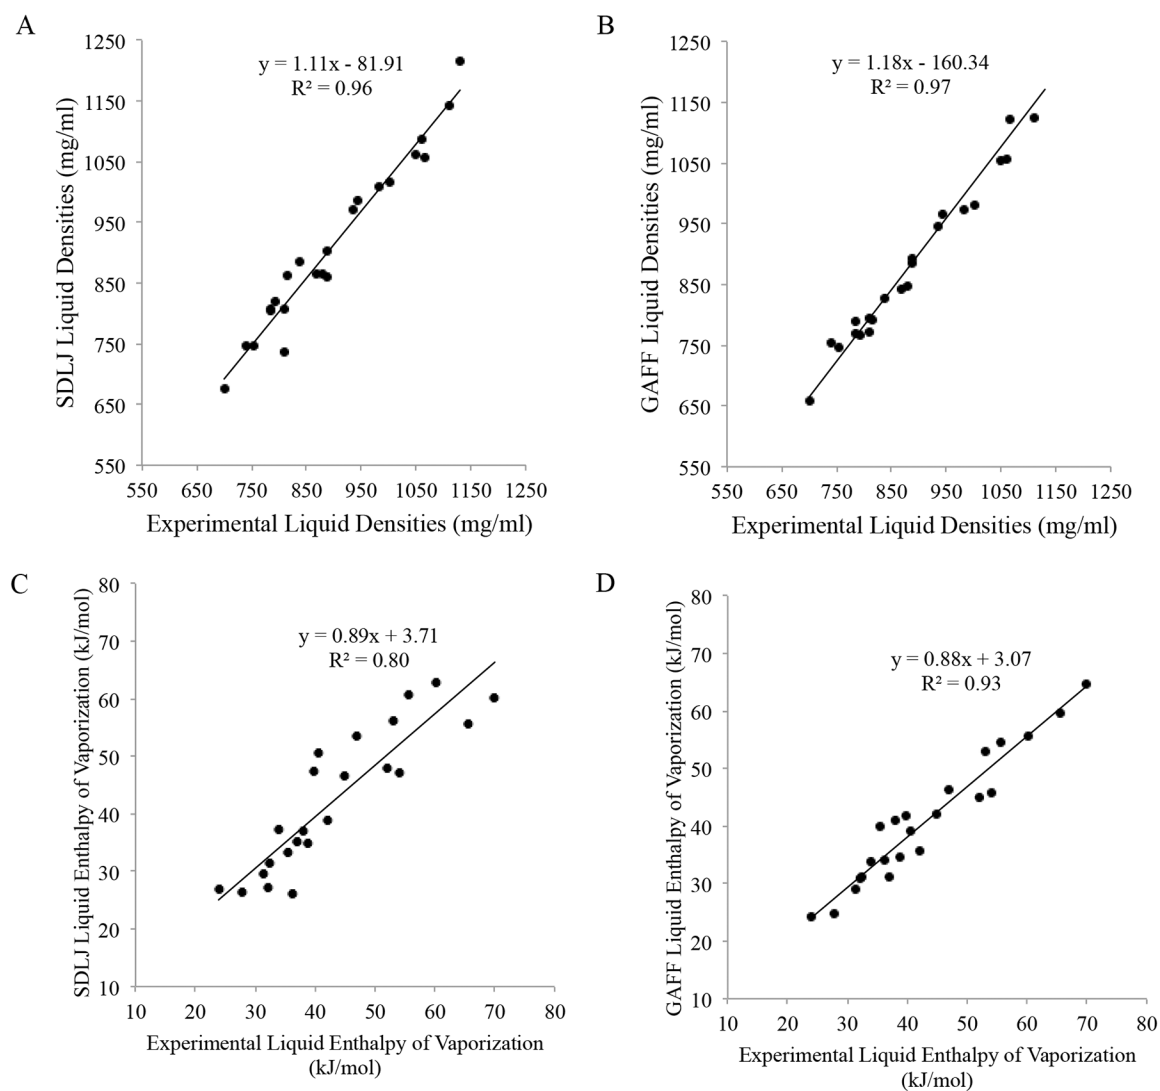 A
SDLJ Liquid Densities (mg/ml)
y = 1.11x - 81.91
R² = 0.96
1250
1150
1050
950
850
750
650
550
550 650 750 850 950 1050 1150 1250
Experimental Liquid Densities (mg/ml)
B
GAFF Liquid Densities (mg/ml)
y = 1.18x - 160.34
R² = 0.97
1250
1150
1050
950
850
750
650
550
550 650 750 850 950 1050 1150 1250
Experimental Liquid Densities (mg/ml)
C
SDLJ Liquid Enthalpy of Vaporization (kJ/mol)
y = 0.89x + 3.71
R² = 0.80
80
70
60
50
40
30
20
10
10 20 30 40 50 60 70 80
Experimental Liquid Enthalpy of Vaporization
(kJ/mol)
D
GAFF Liquid Enthalpy of Vaporization (kJ/mol)
y = 0.88x + 3.07
R² = 0.93
80
70
60
50
40
30
20
10
10 20 30 40 50 60 70 80
Experimental Liquid Enthalpy of Vaporization
(kJ/mol)